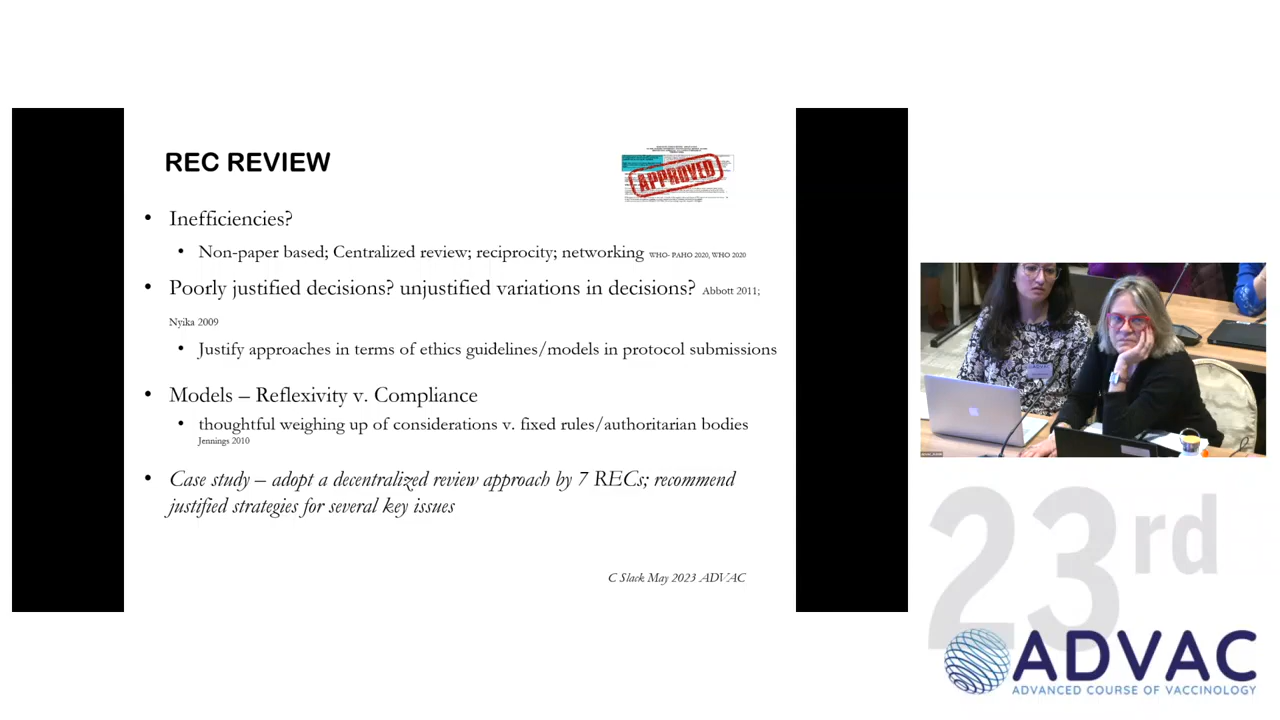 REC REVIEW
APPROVED
• Inefficiencies?
• Non-paper based; Centralized review; reciprocity; networking WHO- PAHO 2020, WHO 2020
• Poorly justified decisions? unjustified variations in decisions? Abbott 2011;
Nyika 2009
• Justify approaches in terms of ethics guidelines/models in protocol submissions
• Models – Reflexivity v. Compliance
• thoughtful weighing up of considerations v. fixed rules/authoritarian bodies
Jennings 2010
• Case study – adopt a decentralized review approach by 7 RECs; recommend
justified strategies for several key issues
C Slack May 2023 ADVAC
ADVAC
23rd
ADVAC
ADVANCED COURSE OF VACCINOLOGY